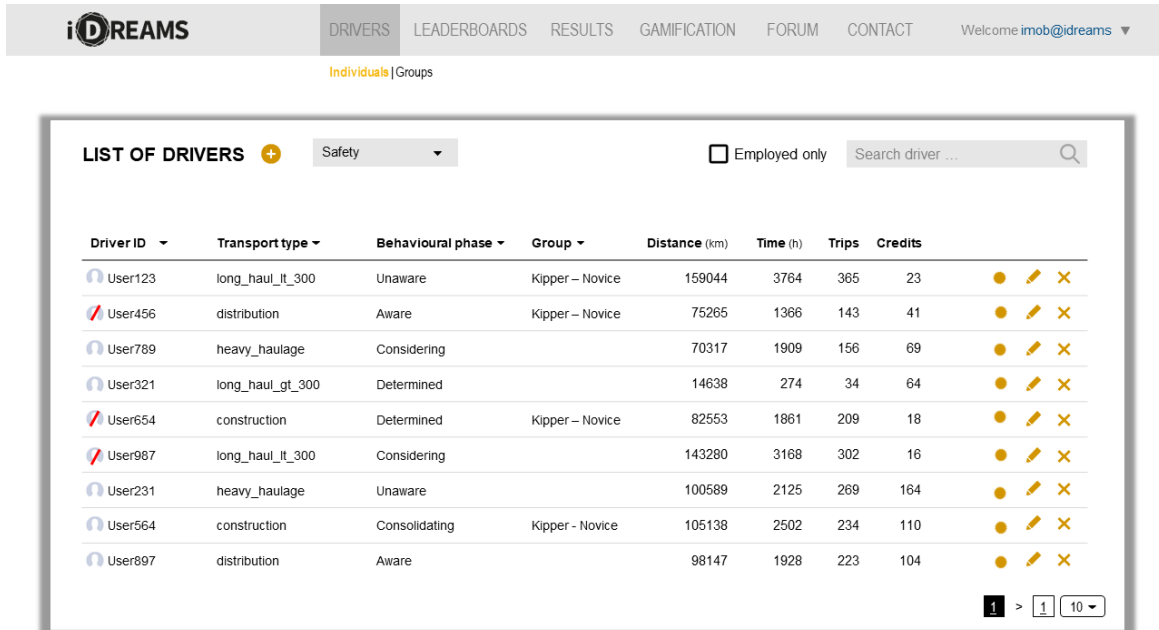 iDREAMS DRIVERS LEADERBOARDS RESULTS GAMIFICATION FORUM CONTACT Welcome imob@idreams ▼
Individuals | Groups
LIST OF DRIVERS + Safety Employed only Search driver ...
Driver ID Transport type Behavioural phase Group Distance (km) Time (h) Trips Credits
User123 long_haul_lt_300 Unaware Kipper – Novice 159044 3764 365 23
User456 distribution Aware Kipper – Novice 75265 1366 143 41
User789 heavy_haulage Considering 70317 1909 156 69
User321 long_haul_gt_300 Determined 14638 274 34 64
User654 construction Determined Kipper – Novice 82553 1861 209 18
User987 long_haul_lt_300 Considering 143280 3168 302 16
User231 heavy_haulage Unaware 100589 2125 269 164
User564 construction Consolidating Kipper - Novice 105138 2502 234 110
User897 distribution Aware 98147 1928 223 104
1 > 1 10